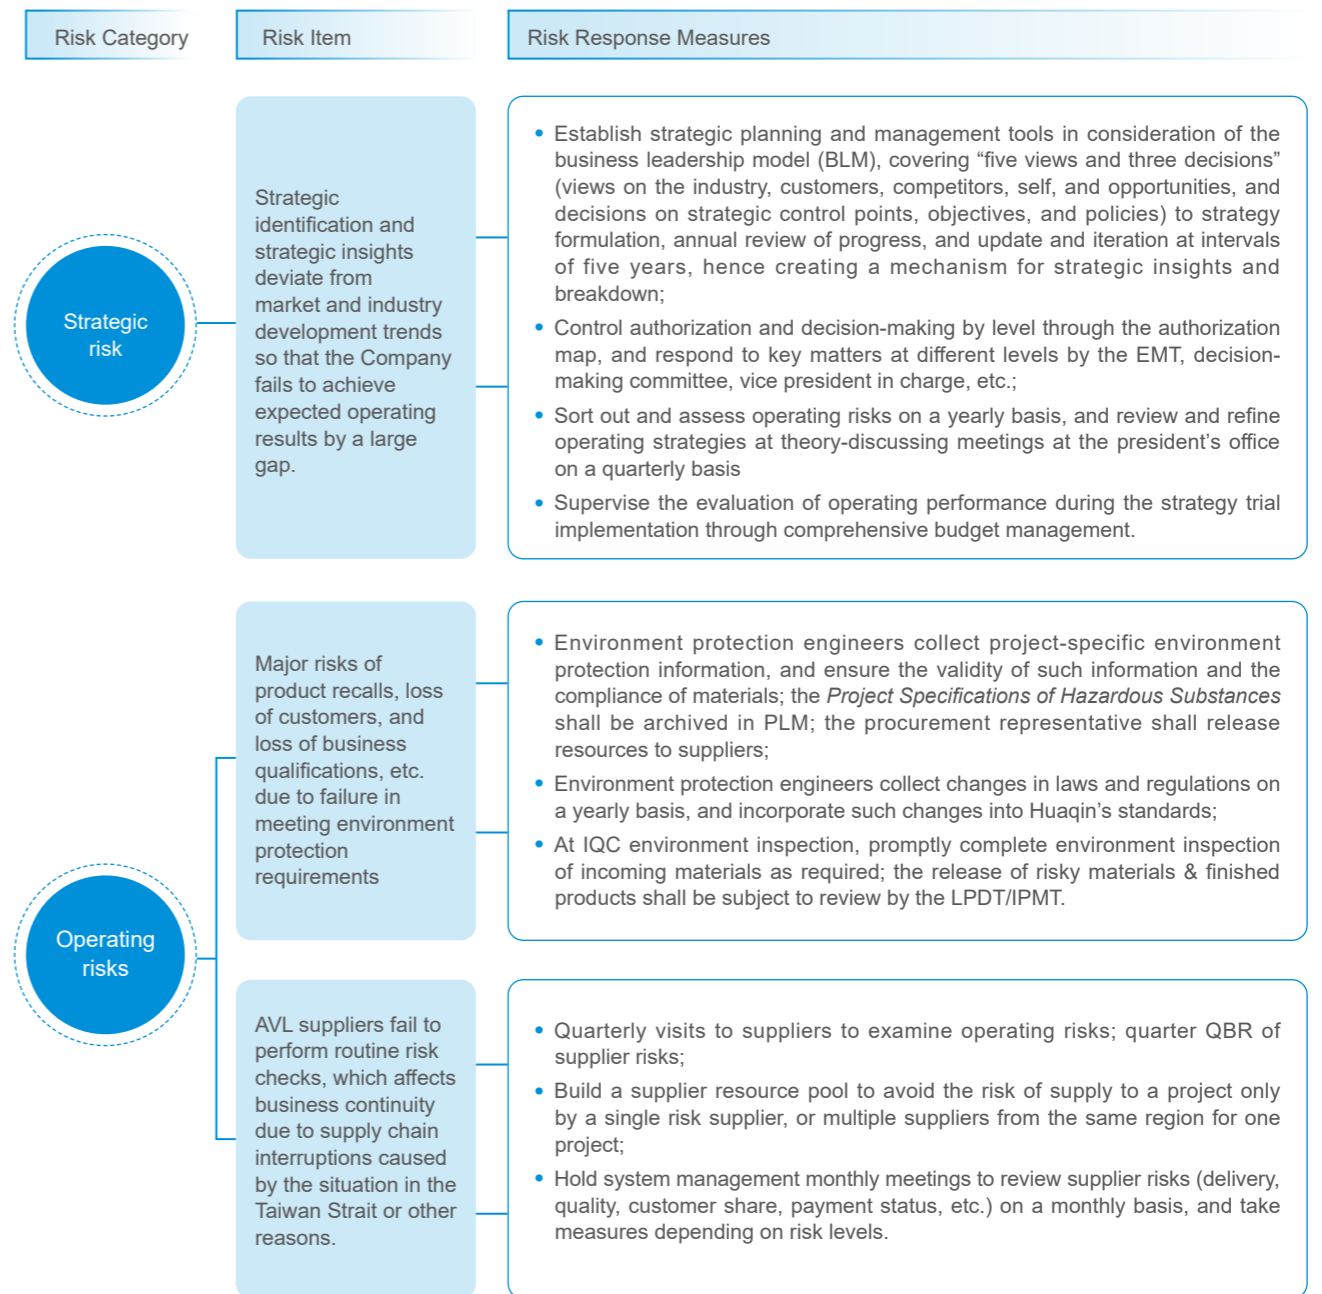 Risk Category
Risk Item
Risk Response Measures
Strategic
risk
Strategic
identification and
strategic insights
deviate from
market and industry
development trends
so that the Company
fails to achieve
expected operating
results by a large
gap.
• Establish strategic planning and management tools in consideration of the
business leadership model (BLM), covering “five views and three decisions”
(views on the industry, customers, competitors, self, and opportunities, and
decisions on strategic control points, objectives, and policies) to strategy
formulation, annual review of progress, and update and iteration at intervals
of five years, hence creating a mechanism for strategic insights and
breakdown;
• Control authorization and decision-making by level through the authorization
map, and respond to key matters at different levels by the EMT, decision-
making committee, vice president in charge, etc.;
• Sort out and assess operating risks on a yearly basis, and review and refine
operating strategies at theory-discussing meetings at the president’s office
on a quarterly basis
• Supervise the evaluation of operating performance during the strategy trial
implementation through comprehensive budget management.
Operating
risks
Major risks of
product recalls, loss
of customers, and
loss of business
qualifications, etc.
due to failure in
meeting environment
protection
requirements
• Environment protection engineers collect project-specific environment
protection information, and ensure the validity of such information and the
compliance of materials; the Project Specifications of Hazardous Substances
shall be archived in PLM; the procurement representative shall release
resources to suppliers;
• Environment protection engineers collect changes in laws and regulations on
a yearly basis, and incorporate such changes into Huaqin’s standards;
• At IQC environment inspection, promptly complete environment inspection
of incoming materials as required; the release of risky materials & finished
products shall be subject to review by the LPDT/IPMT.
AVL suppliers fail to
perform routine risk
checks, which affects
business continuity
due to supply chain
interruptions caused
by the situation in the
Taiwan Strait or other
reasons.
• Quarterly visits to suppliers to examine operating risks; quarter QBR of
supplier risks;
• Build a supplier resource pool to avoid the risk of supply to a project only
by a single risk supplier, or multiple suppliers from the same region for one
project;
• Hold system management monthly meetings to review supplier risks (delivery,
quality, customer share, payment status, etc.) on a monthly basis, and take
measures depending on risk levels.